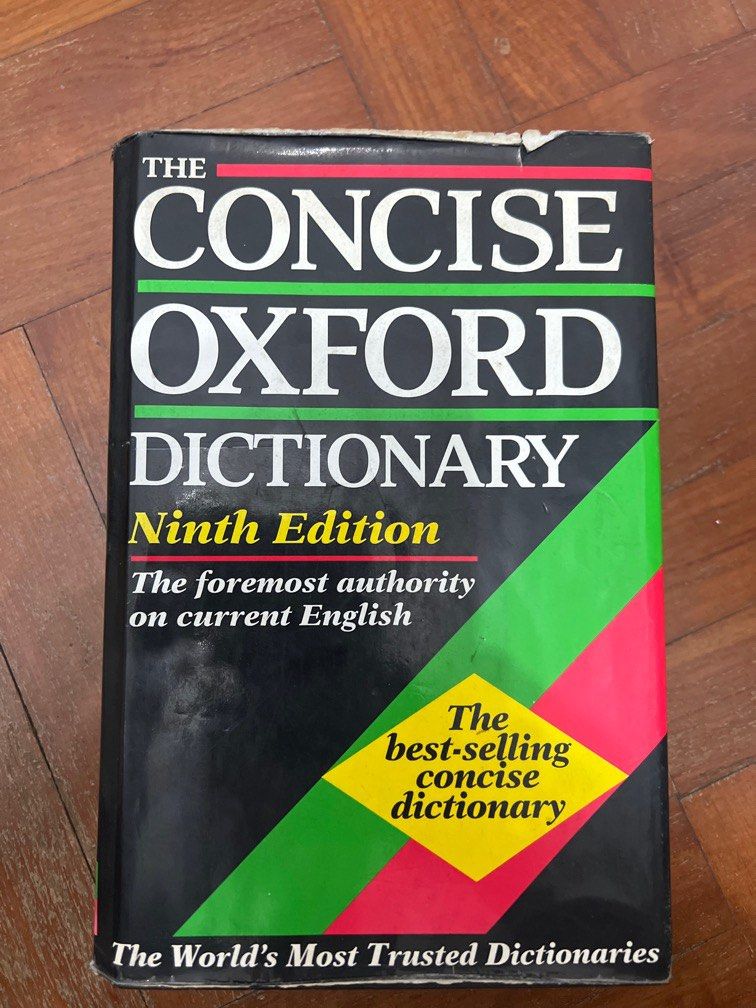 THE
CONCISE
OXFORD
DICTIONARY
Ninth Edition
The foremost authority
on current English
The
best-selling
concise
dictionary
The World's Most Trusted Dictionaries